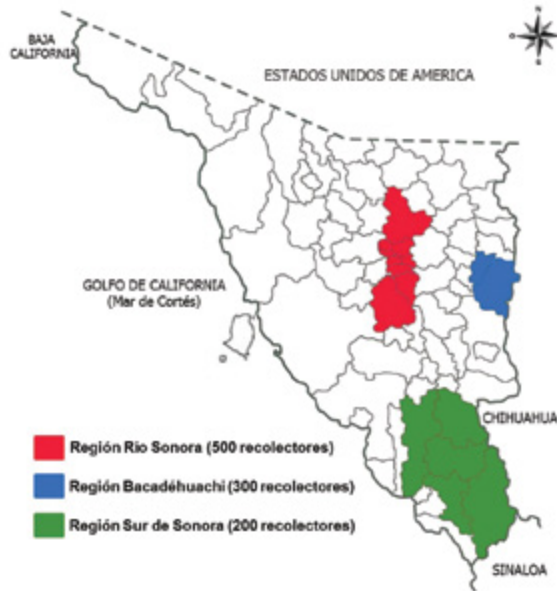 N
BAJA
CALIFORNIA
ESTADOS UNIDOS DE AMERICA
GOLFO DE CALIFORNIA
(Mar de Cortés)
CHIHUAHUA
Región Río Sonora (500 recolectores)
Región Bacadéhuachi (300 recolectores)
Región Sur de Sonora (200 recolectores)
SINALOA